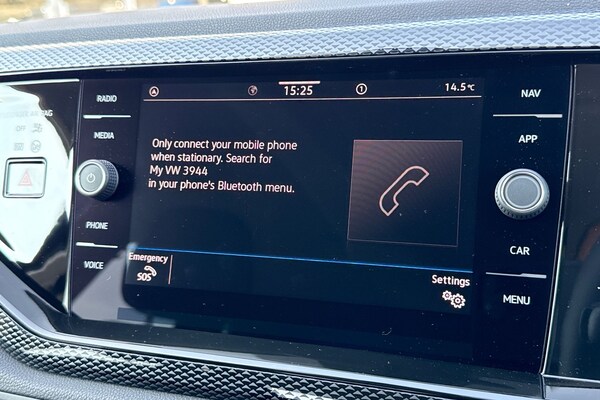 RADIO
MEDIA
PHONE
VOICE
15:25
1
14.5°C
Only connect your mobile phone
when stationary. Search for
My VW 3944
in your phone's Bluetooth menu.
Emergency
SOS
Settings
NAV
APP
CAR
MENU